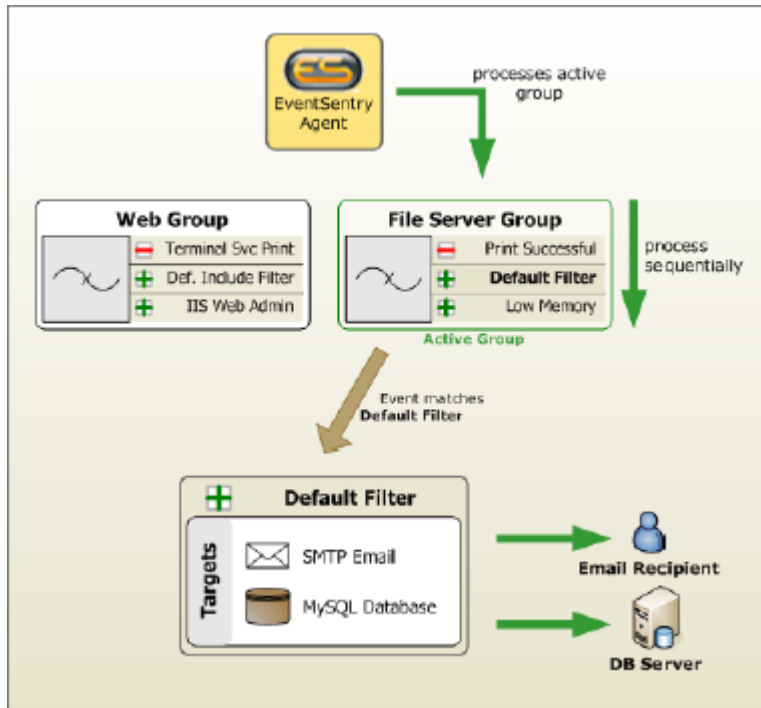 ES
EventSentry
Agent
processes active
group
Web Group
Terminal Svc Print
Def. Include Filter
IIS Web Admin
File Server Group
Print Successful
Default Filter
Low Memory
Active Group
process
sequentially
Event matches
Default Filter
Default Filter
Targets
SMTP Email
MySQL Database
Email Recipient
DB Server